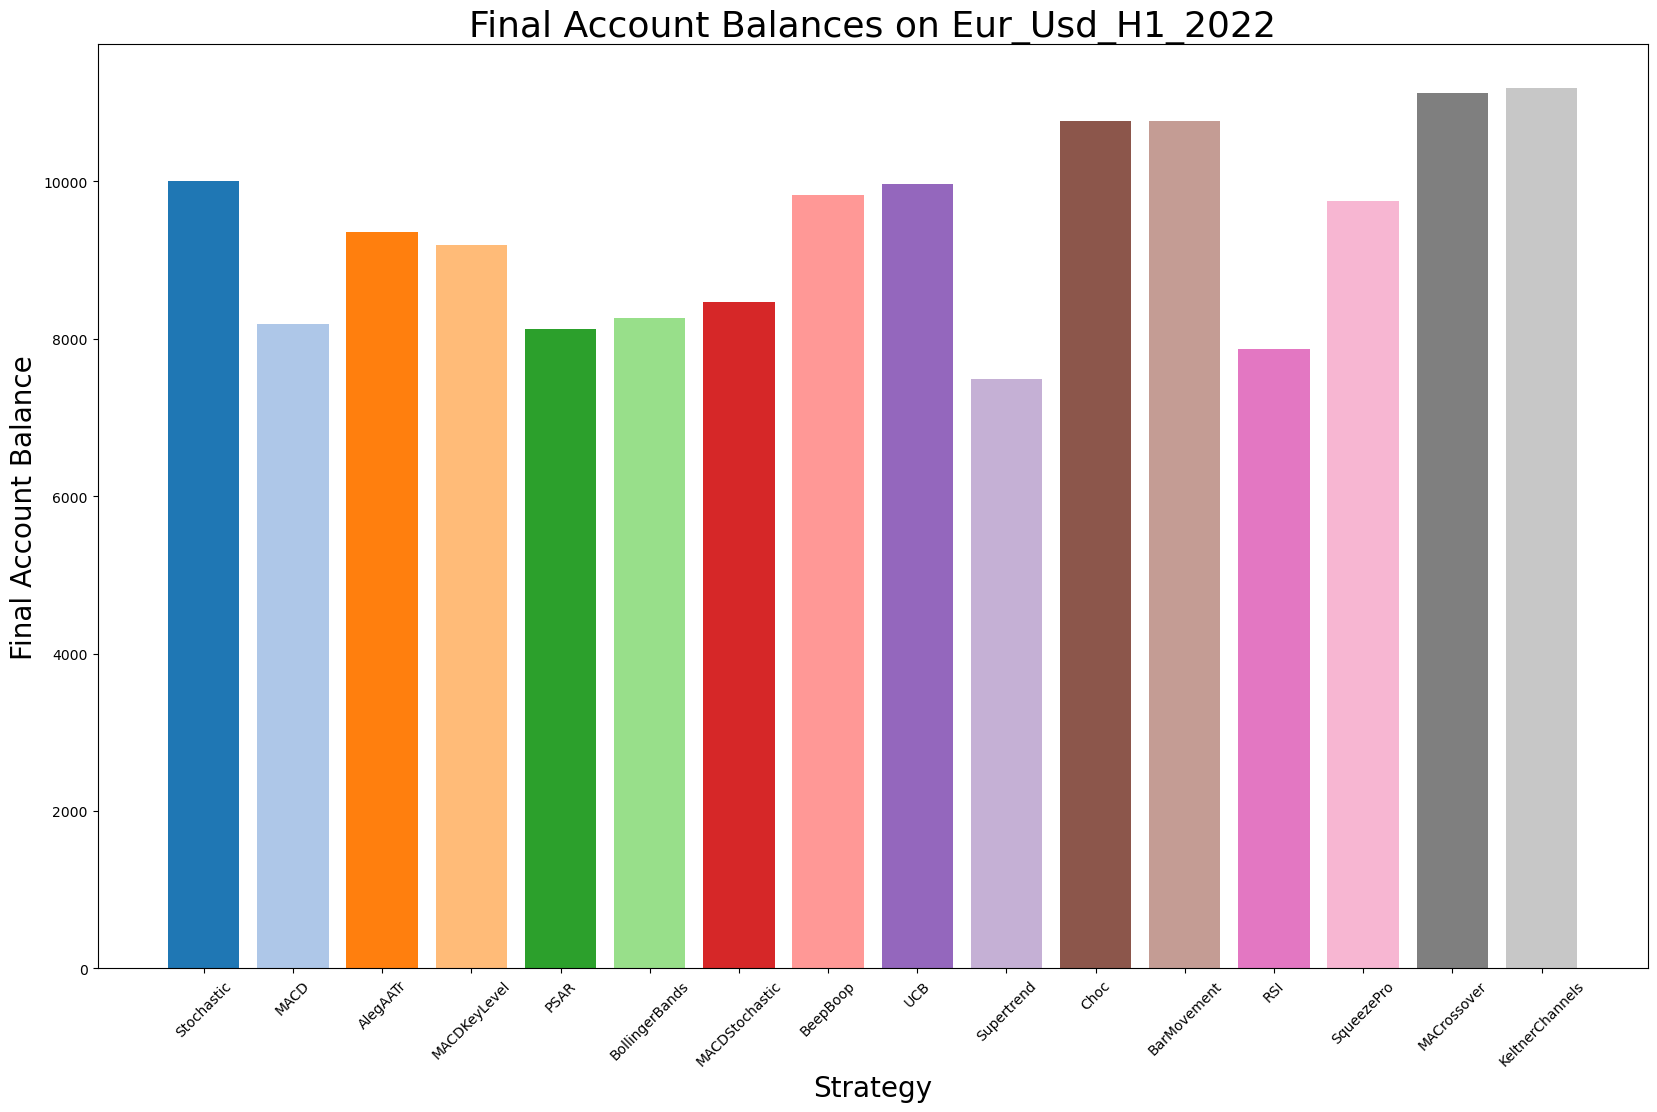 Final Account Balances on Eur_Usd_H1_2022
Final Account Balance
10000
8000
6000
4000
2000
0
Stochastic
MACD
AlegAATr
MACDKeyLevel
PSAR
BollingerBands
MACDStochastic
BeepBoop
UCB
Supertrend
Choc
BarMovement
RSI
SqueezePro
MACrossover
KeltnerChannels
Strategy